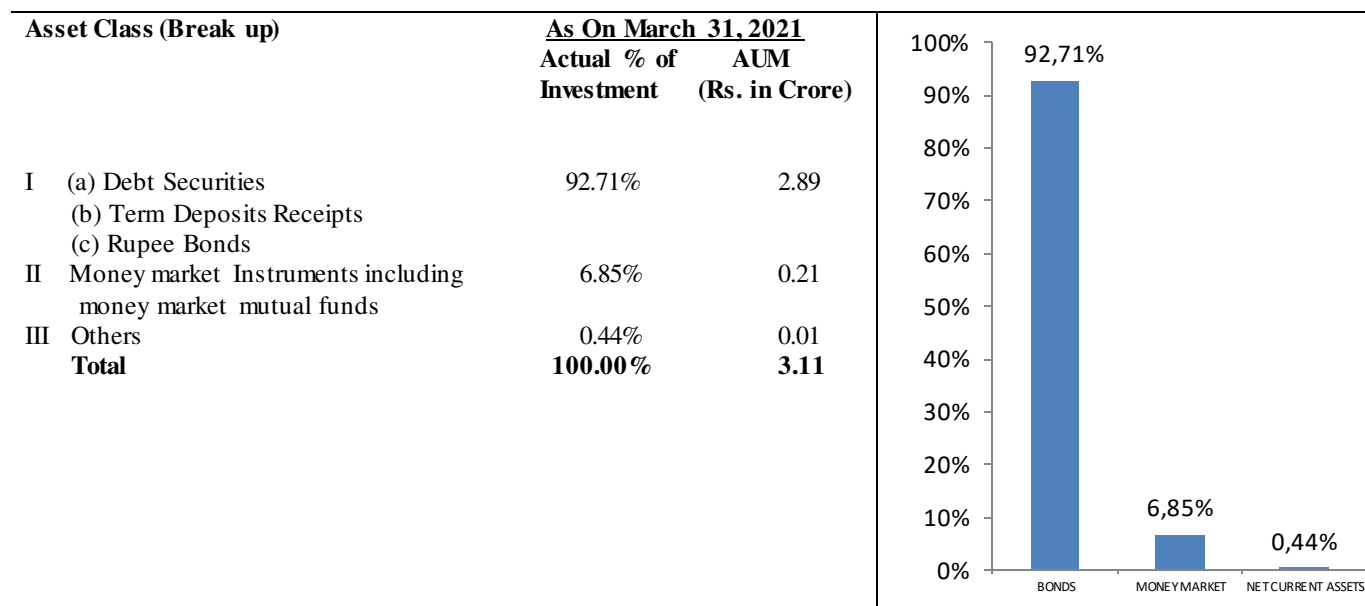 Asset Class (Break up) As On March 31, 2021
Actual % of AUM
Investment (Rs. in Crore)
I (a) Debt Securities 92.71% 2.89
(b) Term Deposits Receipts
(c) Rupee Bonds
II Money market Instruments including 6.85% 0.21
money market mutual funds
III Others 0.44% 0.01
Total 100.00% 3.11
100%
92,71%
90%
80%
70%
60%
50%
40%
30%
20%
10%
6,85%
0,44%
0%
BONDS MONEY MARKET NET CURRENT ASSETS